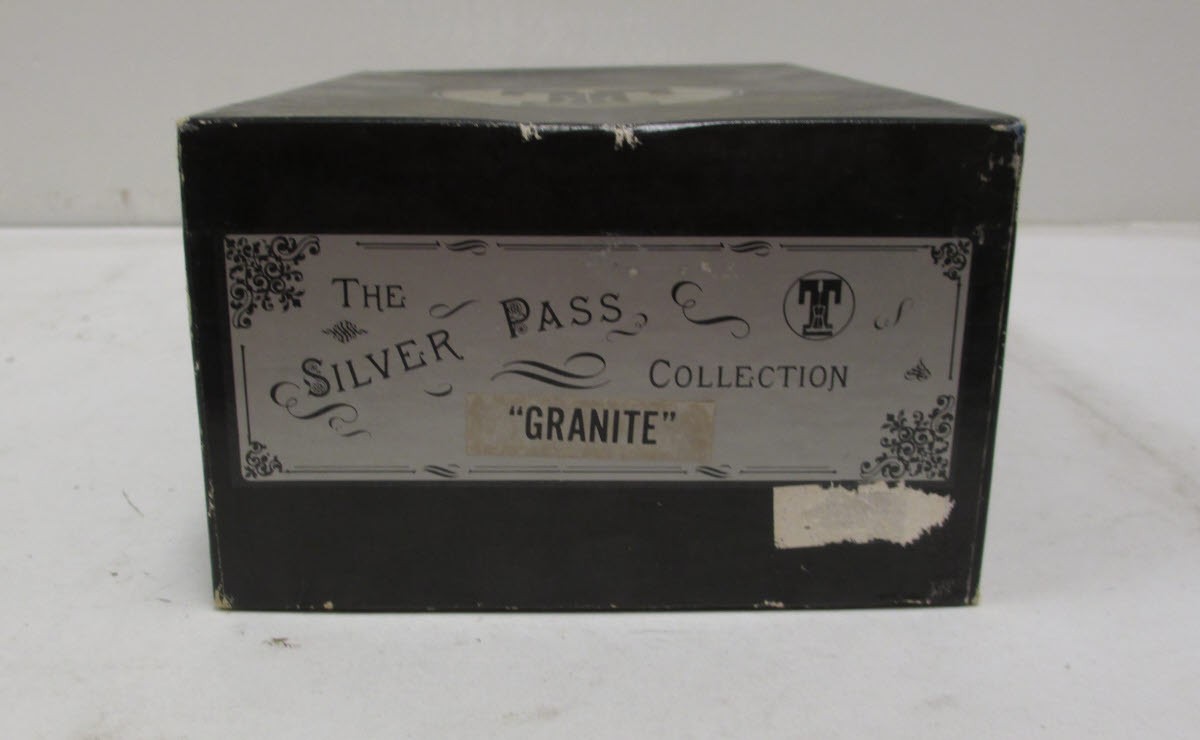 THE
SILVER PASS
COLLECTION
"GRANITE"
T